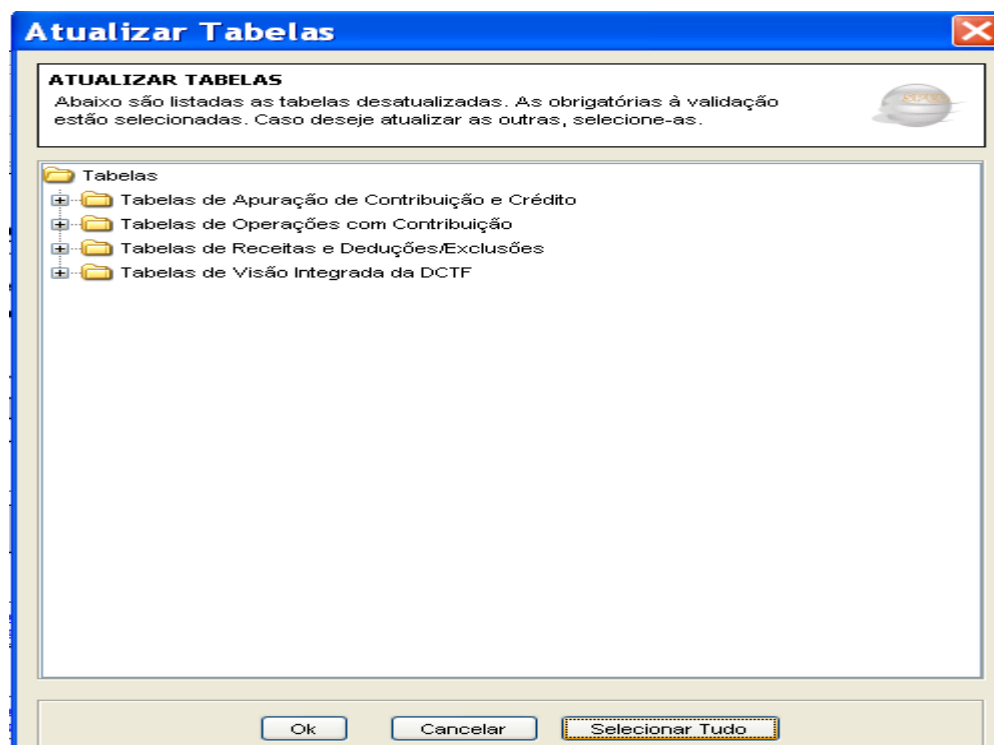 Atualizar Tabelas
ATUALIZAR TABELAS
Abaixo são listadas as tabelas desatualizadas. As obrigatórias à validação
estão selecionadas. Caso deseje atualizar as outras, selecione-as.
Tabelas
Tabelas de Apuração de Contribuição e Crédito
Tabelas de Operações com Contribuição
Tabelas de Receitas e Deduções/Exclusões
Tabelas de Visão Integrada da DCTF
Ok Cancelar Selecionar Tudo